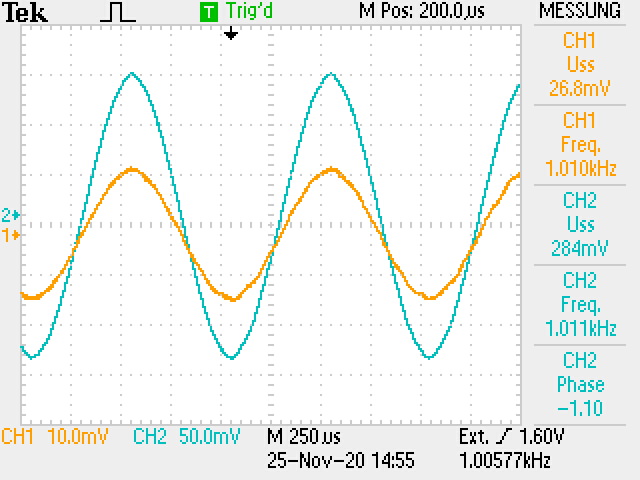 Tek
T Trig'd
M Pos: 200.0µs
MESSUNG
CH1
Uss
26.8mV
CH1
Freq.
1.010kHz
CH2
Uss
284mV
CH2
Freq.
1.011kHz
CH2
Phase
-1.10
2
1
CH1 10.0mV
CH2 50.0mV
M 250µs
Ext. 1.60V
25-Nov-20 14:55
1.00577kHz